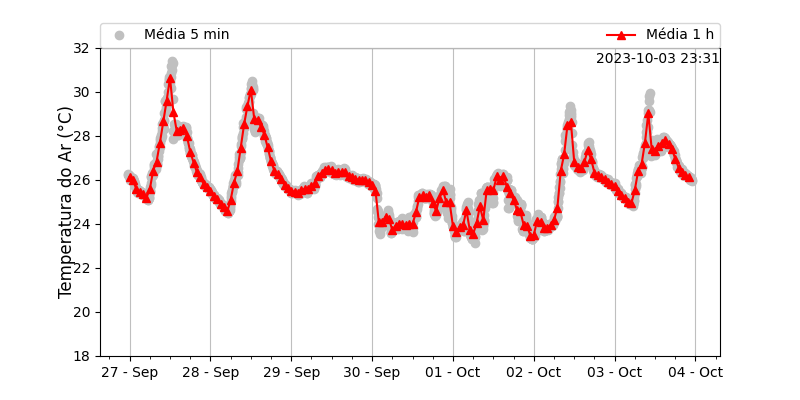 Média 5 min
Média 1 h
2023-10-03 23:31
Temperatura do Ar (°C)
32
30
28
26
24
22
20
18
27 - Sep
28 - Sep
29 - Sep
30 - Sep
01 - Oct
02 - Oct
03 - Oct
04 - Oct